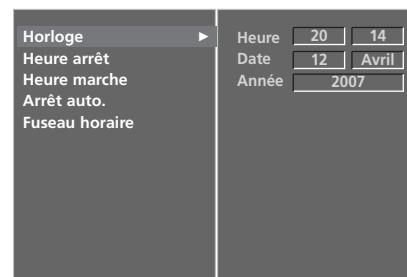 Horloge ►
Heure arrêt
Heure marche
Arrêt auto.
Fuseau horaire
Heure 20 14
Date 12 Avril
Année 2007